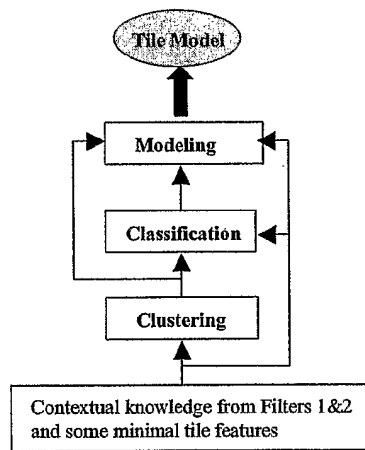 Tile Model
Modeling
Classification
Clustering
Contextual knowledge from Filters 1&2
and some minimal tile features